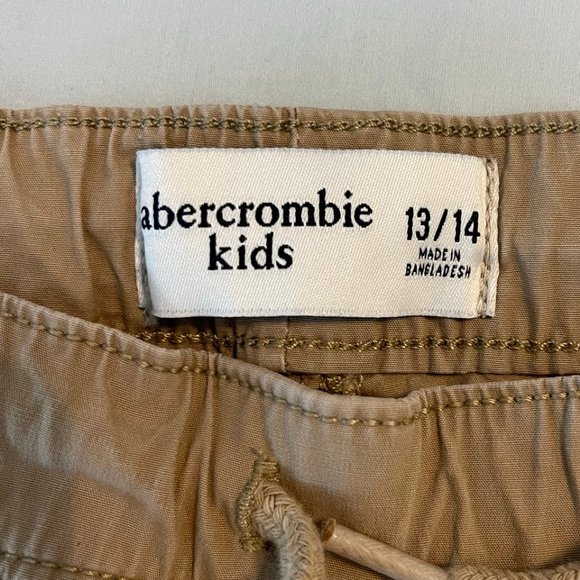 abercrombie
kids
13/14
MADE IN
BANGLADESH